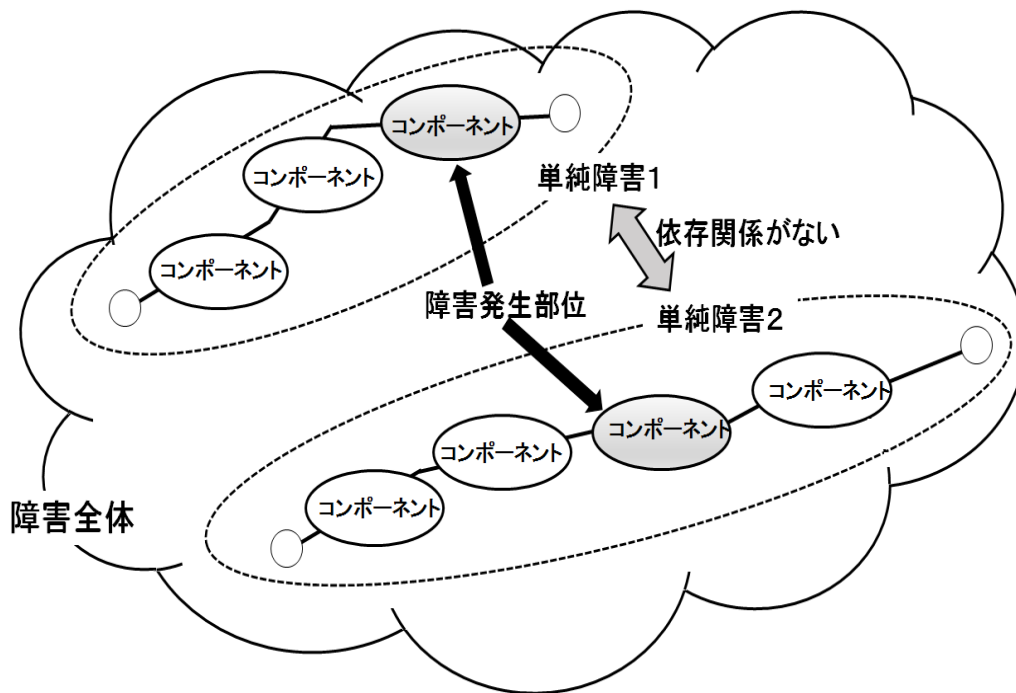 コンポーネント
コンポーネント
コンポーネント
単純障害1
依存関係がない
障害発生部位
単純障害2
コンポーネント
コンポーネント
コンポーネント
コンポーネント
障害全体